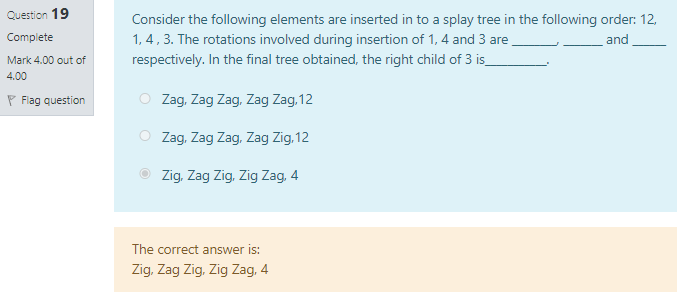 Question 19
Complete
Mark 4.00 out of
4.00
Flag question
Consider the following elements are inserted in to a splay tree in the following order: 12,
1, 4 , 3. The rotations involved during insertion of 1, 4 and 3 are _______, ______ and _____
respectively. In the final tree obtained, the right child of 3 is_________.
Zag, Zag Zag, Zag Zag,12
Zag, Zag Zag, Zag Zig,12
Zig, Zag Zig, Zig Zag, 4
The correct answer is:
Zig, Zag Zig, Zig Zag, 4